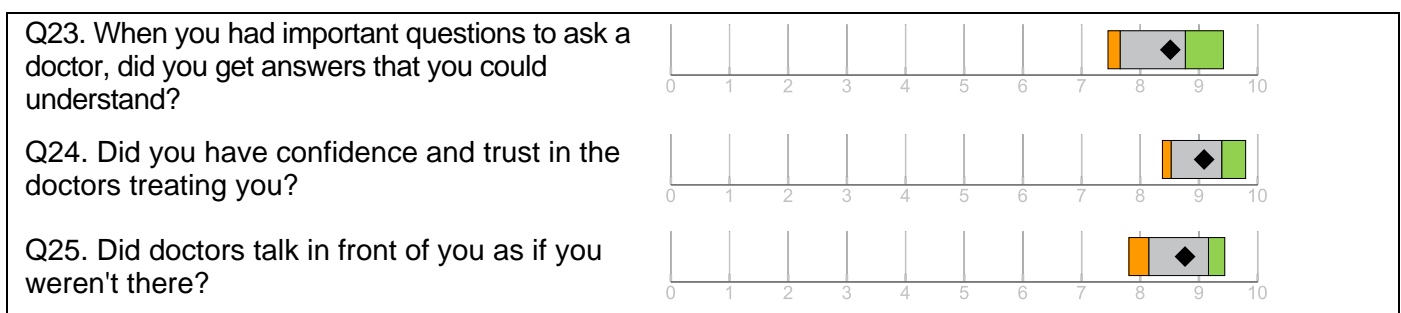 Q23. When you had important questions to ask a
doctor, did you get answers that you could
understand?
0 1 2 3 4 5 6 7 8 9 10
Q24. Did you have confidence and trust in the
doctors treating you?
0 1 2 3 4 5 6 7 8 9 10
Q25. Did doctors talk in front of you as if you
weren't there?
0 1 2 3 4 5 6 7 8 9 10